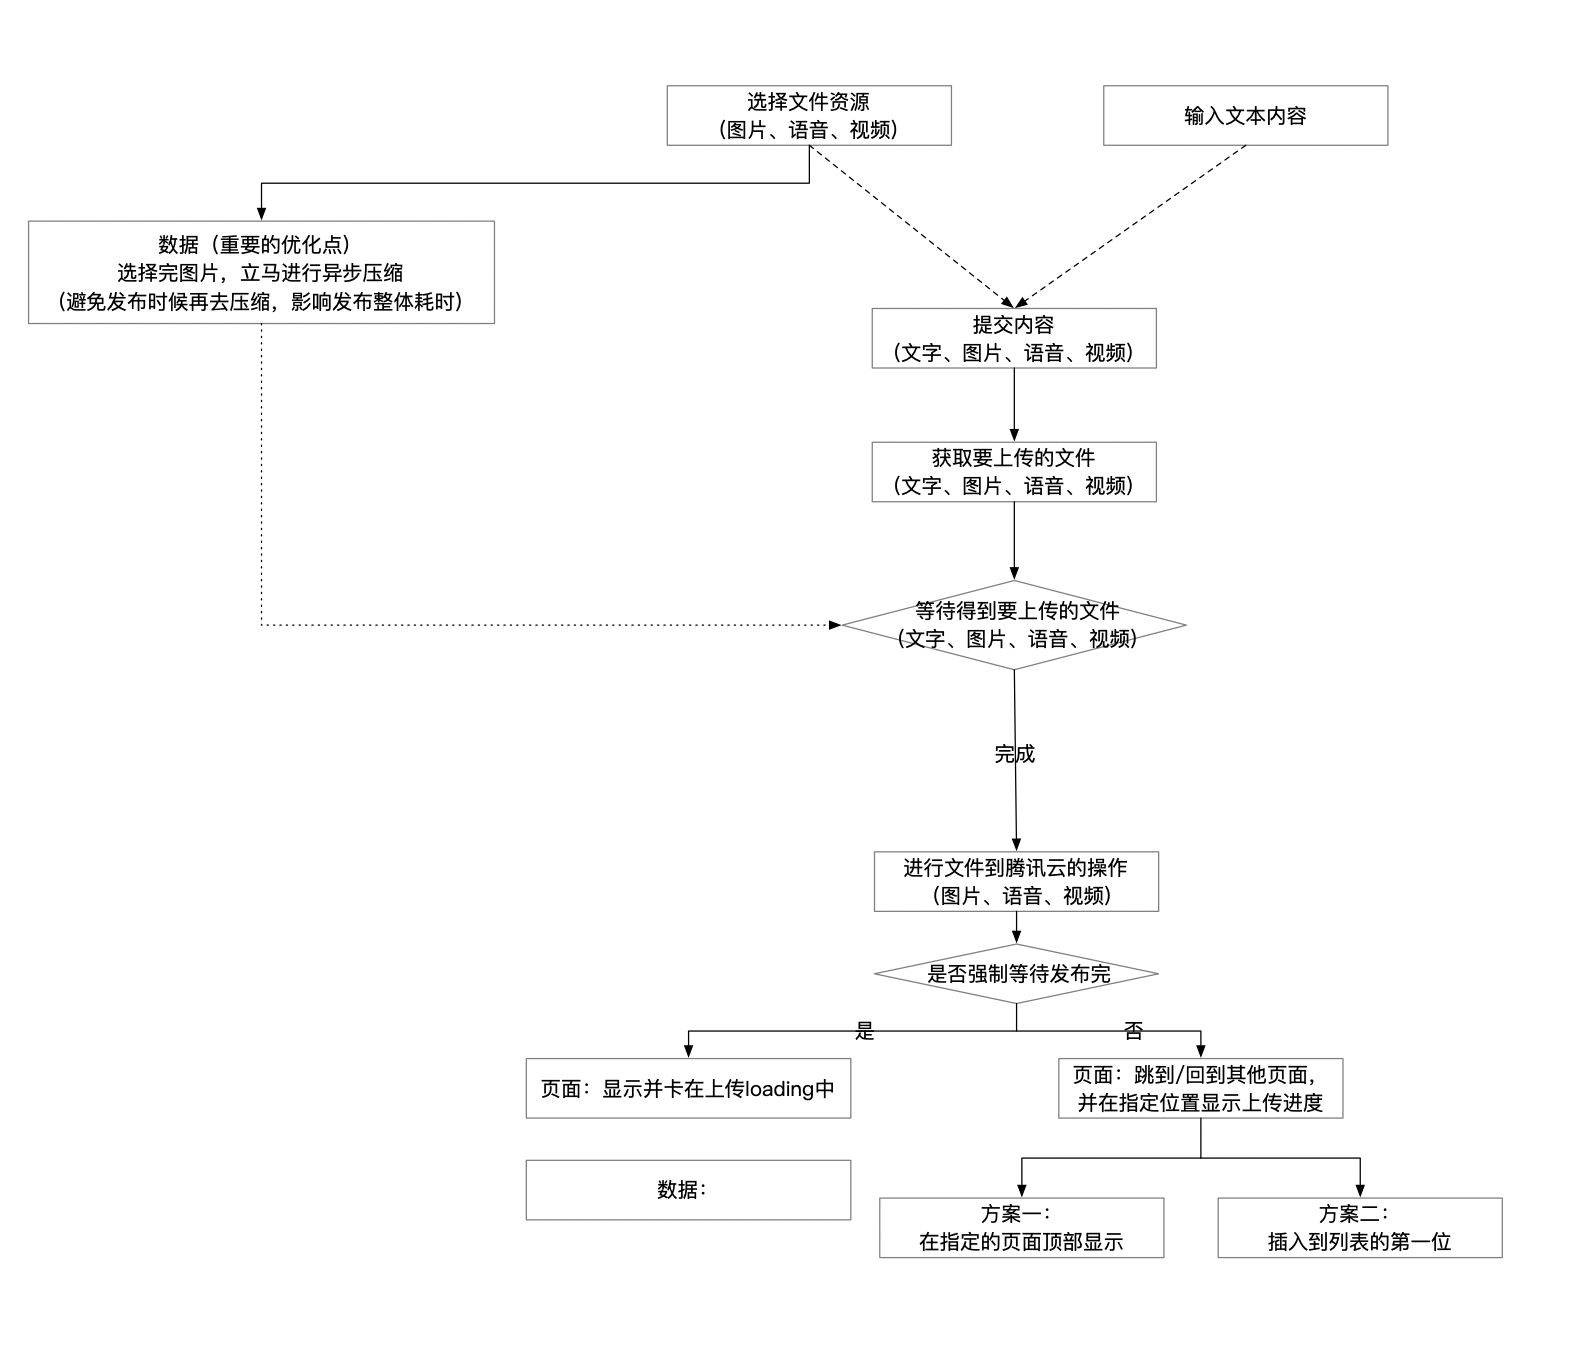 选择文件资源
（图片、语音、视频）
输入文本内容
数据（重要的优化点）
选择完图片，立马进行异步压缩
（避免发布时候再去压缩，影响发布整体耗时）
提交内容
（文字、图片、语音、视频）
获取要上传的文件
（文字、图片、语音、视频）
等待得到要上传的文件
（文字、图片、语音、视频）
完成
进行文件到腾讯云的操作
（图片、语音、视频）
是否强制等待发布完
是
否
页面：显示并卡在上传loading中
页面：跳到/回到其他页面，
并在指定位置显示上传进度
数据：
方案一：
在指定的页面顶部显示
方案二：
插入到列表的第一位